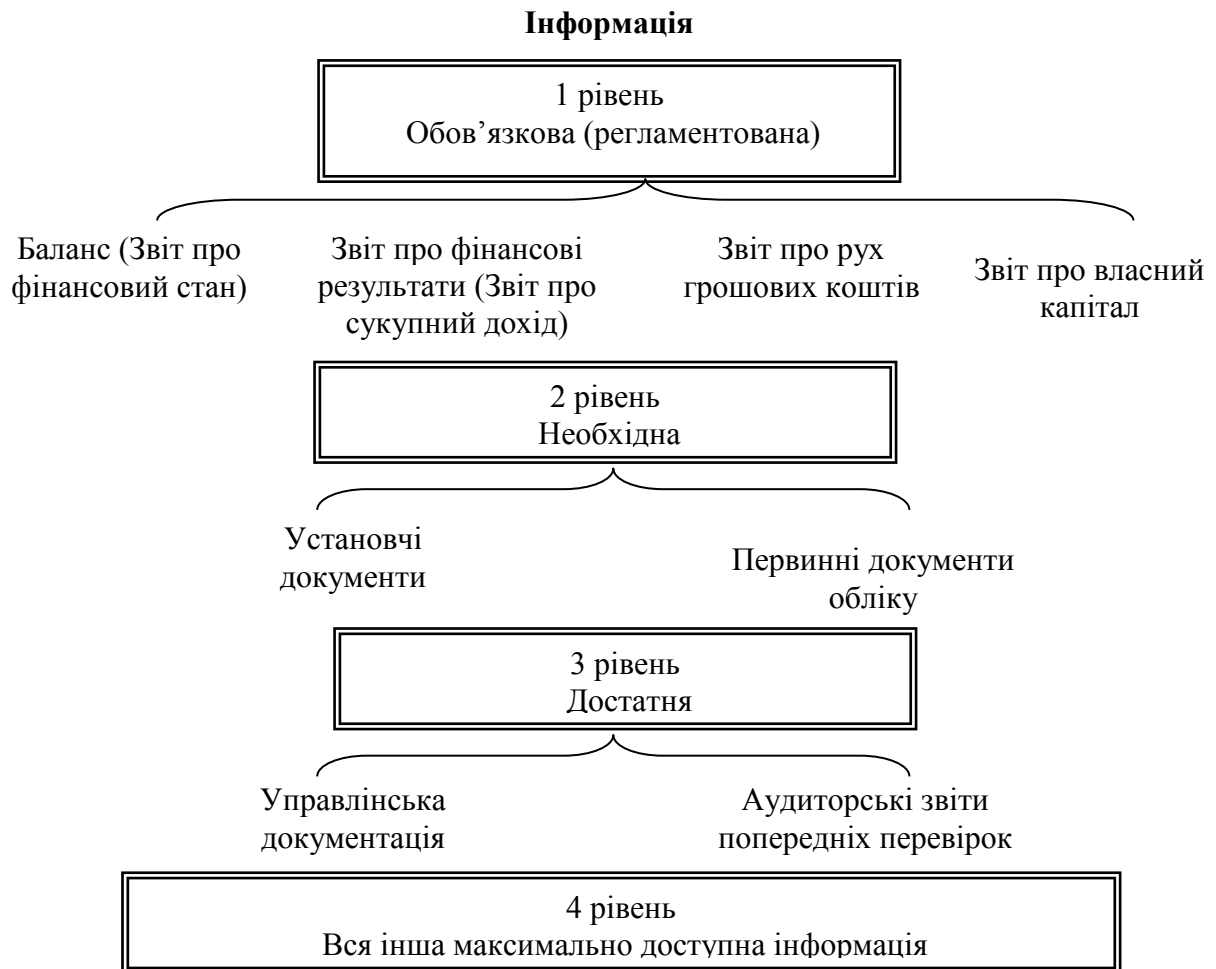 Інформація
1 рівень
Обов’язкова (регламентована)
Баланс (Звіт про
фінансовий стан)
Звіт про фінансові
результати (Звіт про
сукупний дохід)
Звіт про рух
грошових коштів
Звіт про власний
капітал
2 рівень
Необхідна
Установчі
документи
Первинні документи
обліку
3 рівень
Достатня
Управлінська
документація
Аудиторські звіти
попередніх перевірок
4 рівень
Вся інша максимально доступна інформація